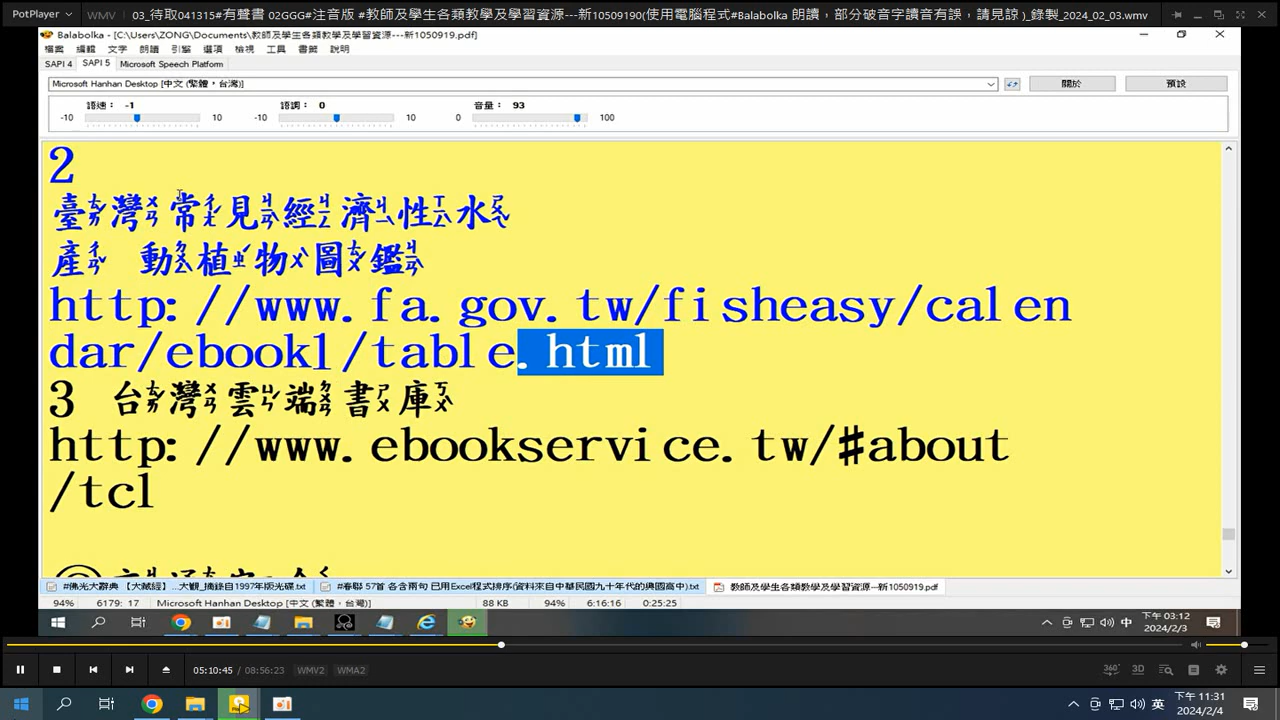 PotPlayer WMV 03_待取041315#有聲書 02GGG#注音版 #教師及學生各類教學及學習資源---新10509190(使用電腦程式#Balabolka 朗讀，部分破音字讀音有誤，請見諒 )_錄製_2024_02_03.wmv
Balabolka - [C:\Users\ZONG\Documents\教師及學生各類教學及學習資源---新1050919.pdf]
檔案 編輯 文字 朗讀 引擎 選項 檢視 工具 書籤 說明
SAPI 4 SAPI 5 Microsoft Speech Platform
Microsoft Hanhan Desktop [中文 (繁體，台灣)] 關於 預設
語速： -1 語調： 0 音量： 93
-10 10 -10 10 0 100
2
臺灣常見經濟性水
產 動植物圖鑑
http://www.fa.gov.tw/fisheasy/calen
dar/ebook1/table.html
3 台灣雲端書庫
http://www.ebookservice.tw/#about
/tcl
#佛光大辭典 【大藏經】...大觀_摘錄自1997年版光碟.txt #春聯 57首 各含兩句 已用Excel程式排序(資料來自中華民國九十年代的興國高中).txt 教師及學生各類教學及學習資源---新1050919.pdf
94% 6179: 17 Microsoft Hanhan Desktop [中文 (繁體，台灣)] 88 KB 94% 6:16:16 0:25:25
中 下午 03:12
2024/2/3
05:10:45 / 08:56:23 WMV2 WMA2 360° 3D
英 下午 11:31
2024/2/4